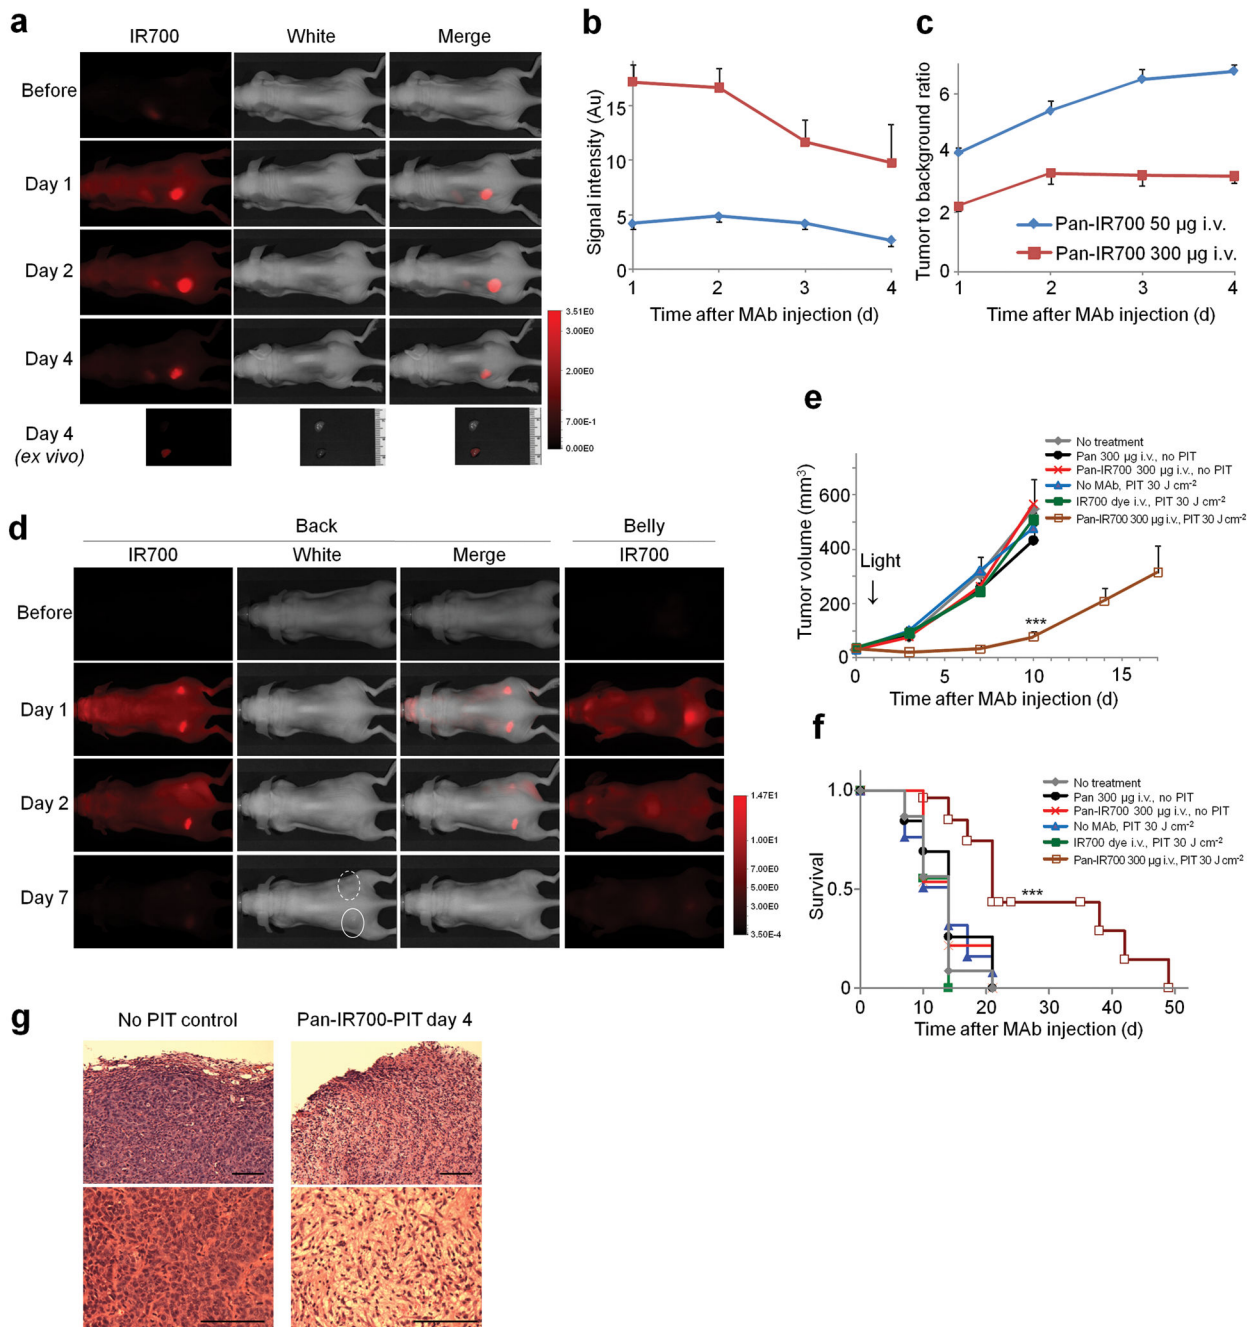 a
IR700 White Merge
Before
Day 1
Day 2
Day 4
Day 4
(ex vivo)
3.51E0
3.00E0
2.00E0
7.00E-1
0.00E0
b
Signal intensity (Au)
15
10
5
0
1 2 3 4
Time after MAb injection (d)
c
Tumor to background ratio
6
4
2
0
Pan-IR700 50 µg i.v.
Pan-IR700 300 µg i.v.
1 2 3 4
Time after MAb injection (d)
d
Back Belly
IR700 White Merge IR700
Before
Day 1
Day 2
Day 7
1.47E1
1.00E1
7.00E0
5.00E0
3.00E0
3.50E-4
e
No treatment
Pan 300 µg i.v., no PIT
Pan-IR700 300 µg i.v., no PIT
No MAb, PIT 30 J cm⁻²
IR700 dye i.v., PIT 30 J cm⁻²
Pan-IR700 300 µg i.v., PIT 30 J cm⁻²
Tumor volume (mm³)
600
400
200
0
Light
↓
***
0 5 10 15
Time after MAb injection (d)
f
No treatment
Pan 300 µg i.v., no PIT
Pan-IR700 300 µg i.v., no PIT
No MAb, PIT 30 J cm⁻²
IR700 dye i.v., PIT 30 J cm⁻²
Pan-IR700 300 µg i.v., PIT 30 J cm⁻²
Survival
1.0
0.5
0
***
0 10 20 30 40 50
Time after MAb injection (d)
g
No PIT control Pan-IR700-PIT day 4